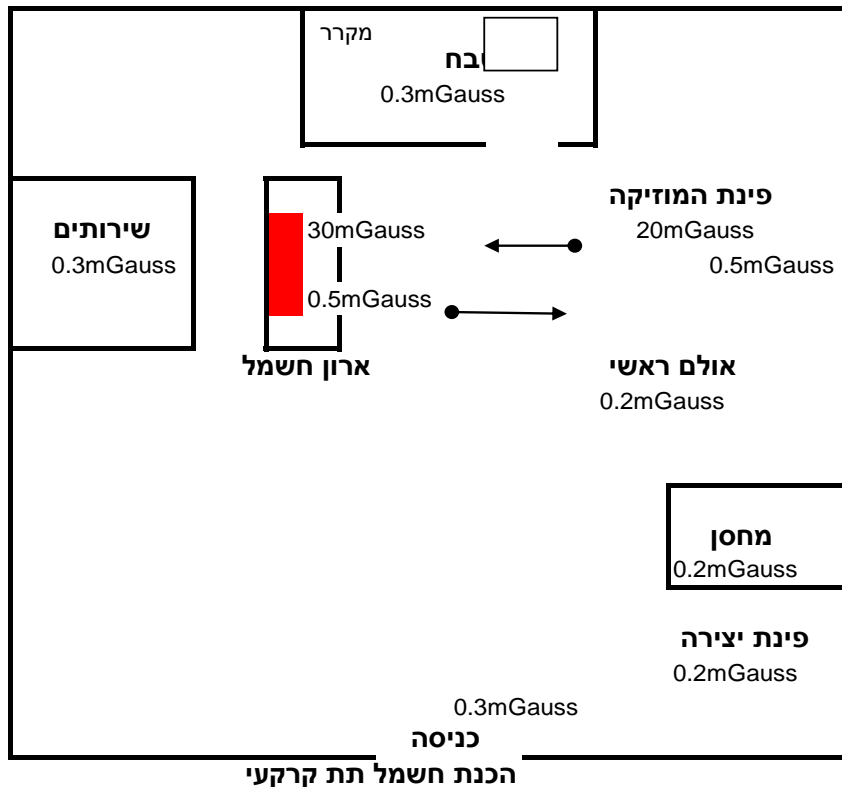 מקרר
0.3mGauss
פינת המוזיקה
20mGauss
0.5mGauss
שירותים
0.3mGauss
30mGauss
0.5mGauss
ארון חשמל
אולם ראשי
0.2mGauss
מחסן
0.2mGauss
פינת יצירה
0.2mGauss
0.3mGauss
כניסה
הכנת חשמל תת קרקעי